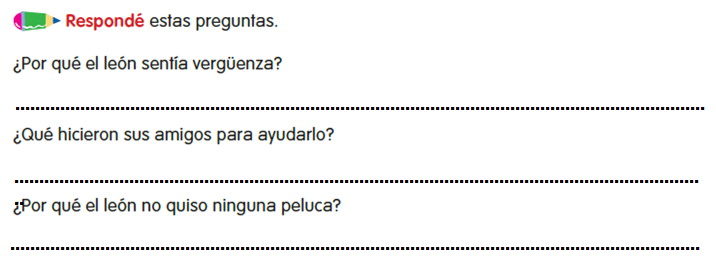 Respondé estas preguntas.
¿Por qué el león sentía vergüenza?
¿Qué hicieron sus amigos para ayudarlo?
¿Por qué el león no quiso ninguna peluca?